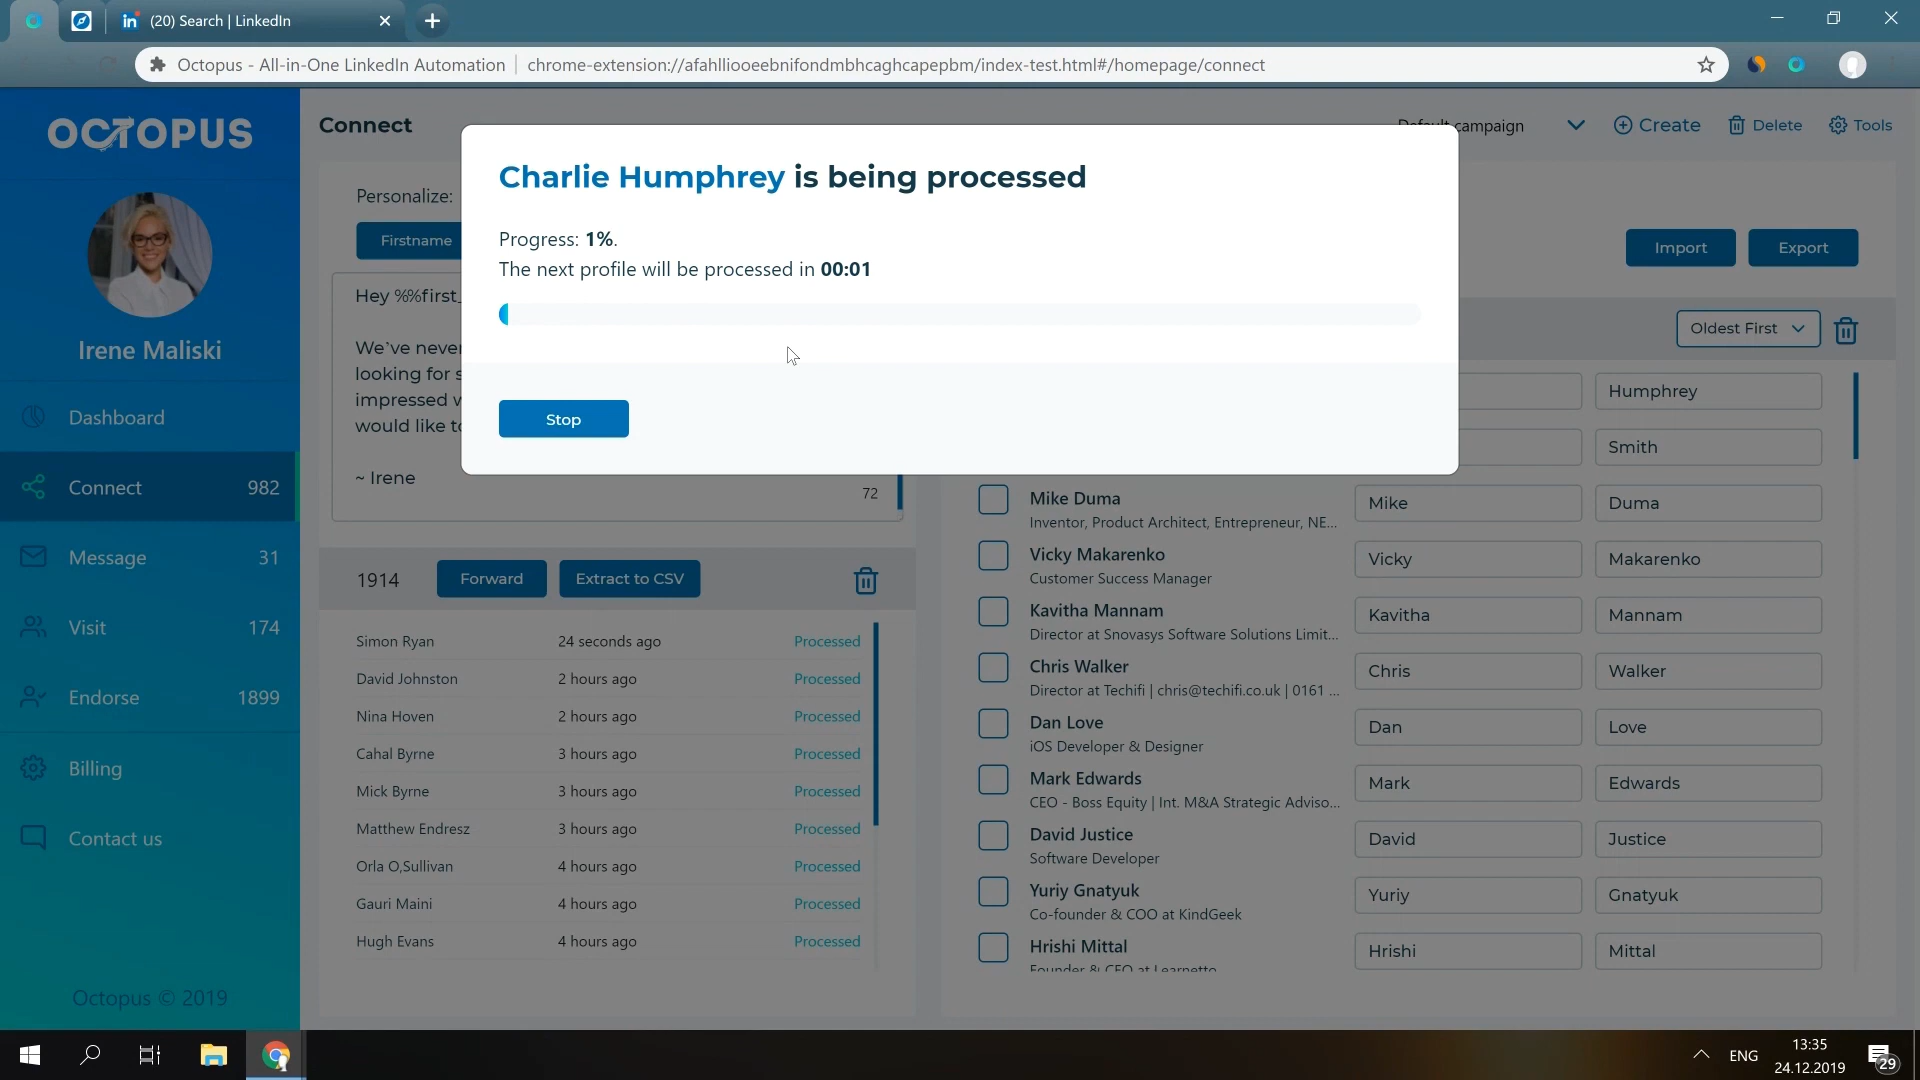 (20) Search | LinkedIn
Octopus - All-in-One LinkedIn Automation
chrome-extension://afahlliooeebnifondmbhcaghcapepbm/index-test.html#/homepage/connect
OCTOPUS
Irene Maliski
Dashboard
Connect 982
Message 31
Visit 174
Endorse 1899
Billing
Contact us
Octopus © 2019
Connect
Default campaign
Create
Delete
Tools
Charlie Humphrey is being processed
Progress: 1%.
The next profile will be processed in 00:01
Stop
Personalize:
Firstname
Hey %%first_
We've never
looking for s
impressed w
would like to
~ Irene
72
Import
Export
Oldest First
1914
Forward
Extract to CSV
Simon Ryan 24 seconds ago Processed
David Johnston 2 hours ago Processed
Nina Hoven 2 hours ago Processed
Cahal Byrne 3 hours ago Processed
Mick Byrne 3 hours ago Processed
Matthew Endresz 3 hours ago Processed
Orla O,Sullivan 4 hours ago Processed
Gauri Maini 4 hours ago Processed
Hugh Evans 4 hours ago Processed
Humphrey
Smith
Mike Duma Mike Duma
Inventor, Product Architect, Entrepreneur, NE...
Vicky Makarenko Vicky Makarenko
Customer Success Manager
Kavitha Mannam Kavitha Mannam
Director at Snovasys Software Solutions Limit...
Chris Walker Chris Walker
Director at Techifi | chris@techifi.co.uk | 0161 ...
Dan Love Dan Love
iOS Developer & Designer
Mark Edwards Mark Edwards
CEO - Boss Equity | Int. M&A Strategic Adviso...
David Justice David Justice
Software Developer
Yuriy Gnatyuk Yuriy Gnatyuk
Co-founder & COO at KindGeek
Hrishi Mittal Hrishi Mittal
Founder & CEO at Learnetto
ENG
13:35
24.12.2019
29